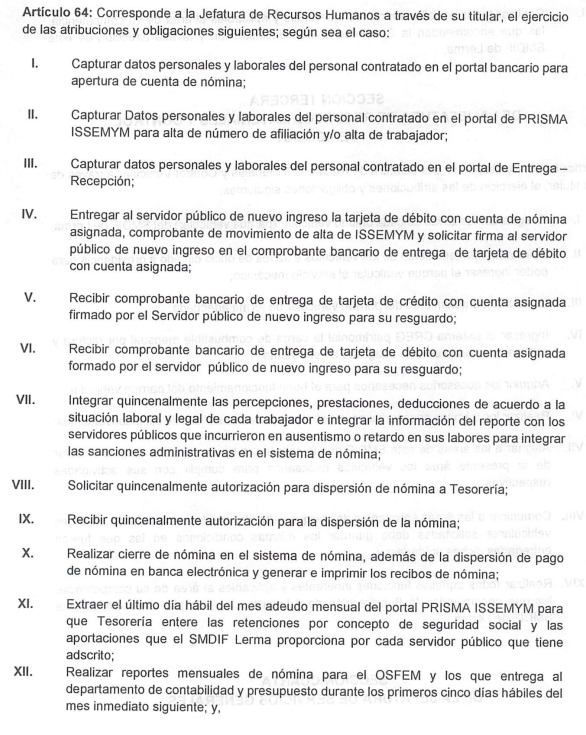 Artículo 64: Corresponde a la Jefatura de Recursos Humanos a través de su titular, el ejercicio
de las atribuciones y obligaciones siguientes; según sea el caso:
I. Capturar datos personales y laborales del personal contratado en el portal bancario para
apertura de cuenta de nómina;
II. Capturar Datos personales y laborales del personal contratado en el portal de PRISMA
ISSEMYM para alta de número de afiliación y/o alta de trabajador;
III. Capturar datos personales y laborales del personal contratado en el portal de Entrega –
Recepción;
IV. Entregar al servidor público de nuevo ingreso la tarjeta de débito con cuenta de nómina
asignada, comprobante de movimiento de alta de ISSEMYM y solicitar firma al servidor
público de nuevo ingreso en el comprobante bancario de entrega de tarjeta de débito
con cuenta asignada;
V. Recibir comprobante bancario de entrega de tarjeta de crédito con cuenta asignada
firmado por el Servidor público de nuevo ingreso para su resguardo;
VI. Recibir comprobante bancario de entrega de tarjeta de débito con cuenta asignada
formado por el servidor público de nuevo ingreso para su resguardo;
VII. Integrar quincenalmente las percepciones, prestaciones, deducciones de acuerdo a la
situación laboral y legal de cada trabajador e integrar la información del reporte con los
servidores públicos que incurrieron en ausentismo o retardo en sus labores para integrar
las sanciones administrativas en el sistema de nómina;
VIII. Solicitar quincenalmente autorización para dispersión de nómina a Tesorería;
IX. Recibir quincenalmente autorización para la dispersión de la nómina;
X. Realizar cierre de nómina en el sistema de nómina, además de la dispersión de pago
de nómina en banca electrónica y generar e imprimir los recibos de nómina;
XI. Extraer el último día hábil del mes adeudo mensual del portal PRISMA ISSEMYM para
que Tesorería entere las retenciones por concepto de seguridad social y las
aportaciones que el SMDIF Lerma proporciona por cada servidor público que tiene
adscrito;
XII. Realizar reportes mensuales de nómina para el OSFEM y los que entrega al
departamento de contabilidad y presupuesto durante los primeros cinco días hábiles del
mes inmediato siguiente; y,